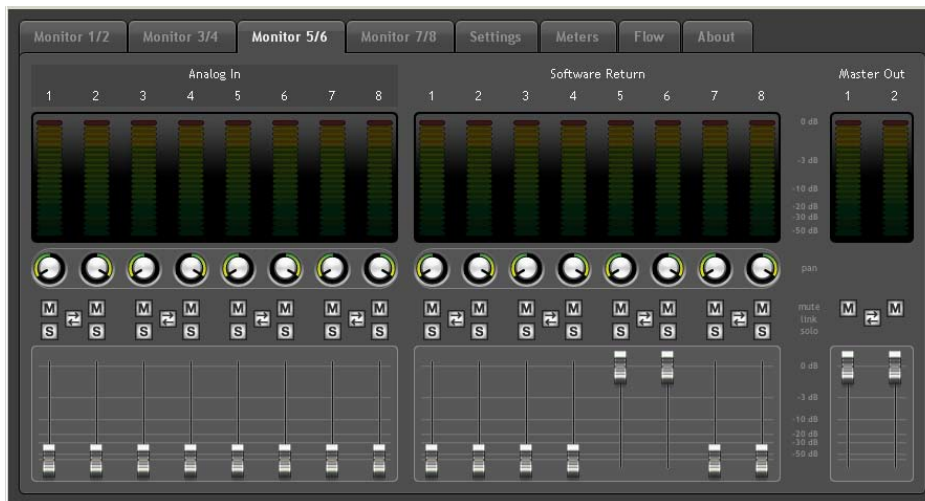 Monitor 1/2 Monitor 3/4 Monitor 5/6 Monitor 7/8 Settings Meters Flow About
Analog In Software Return Master Out
1 2 3 4 5 6 7 8 1 2 3 4 5 6 7 8 1 2
0 dB
-3 dB
-10 dB
-20 dB
-30 dB
-50 dB
pan
M M M M M M M M M M M M M M M M mute M M
link
S S S S S S S S S S S S S S S S solo
0 dB
-3 dB
-10 dB
-20 dB
-30 dB
-50 dB